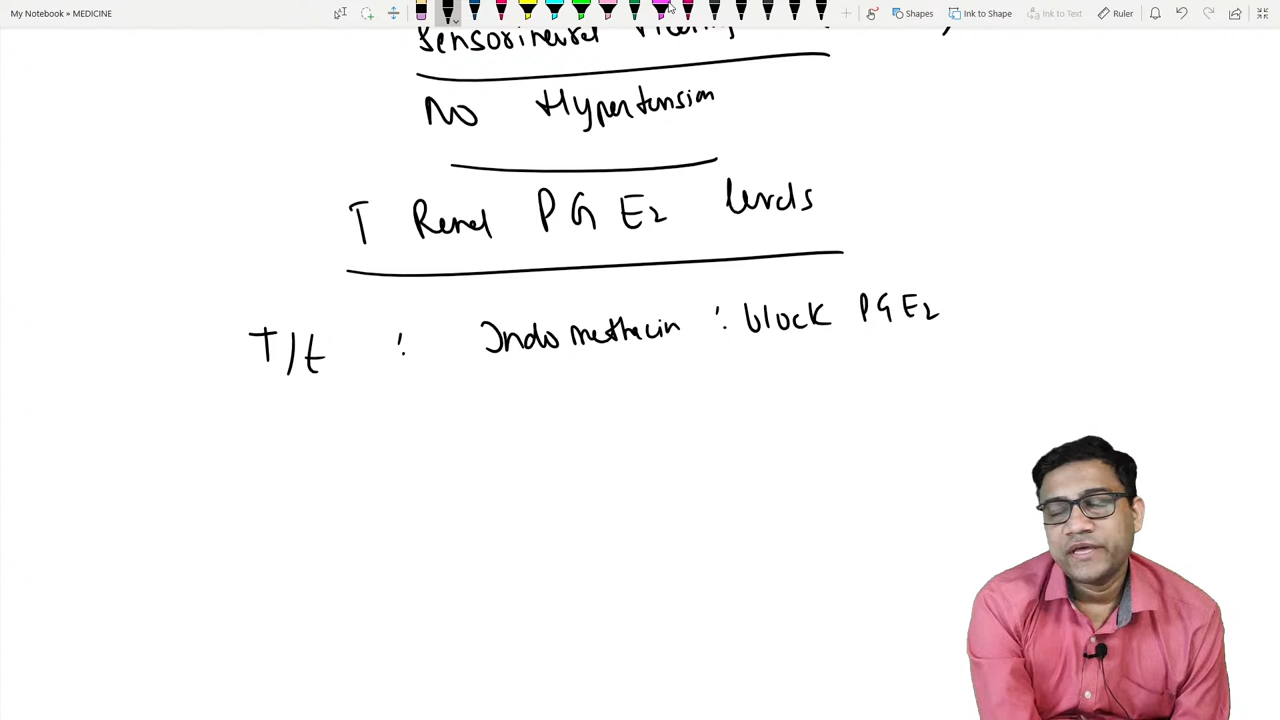 My Notebook » MEDICINE
Shapes
Ink to Shape
Ink to Text
Ruler
Sensorineural
No Hypertension
↑ Renal PGE2 levels
T/t : Indomethacin : block PGE2